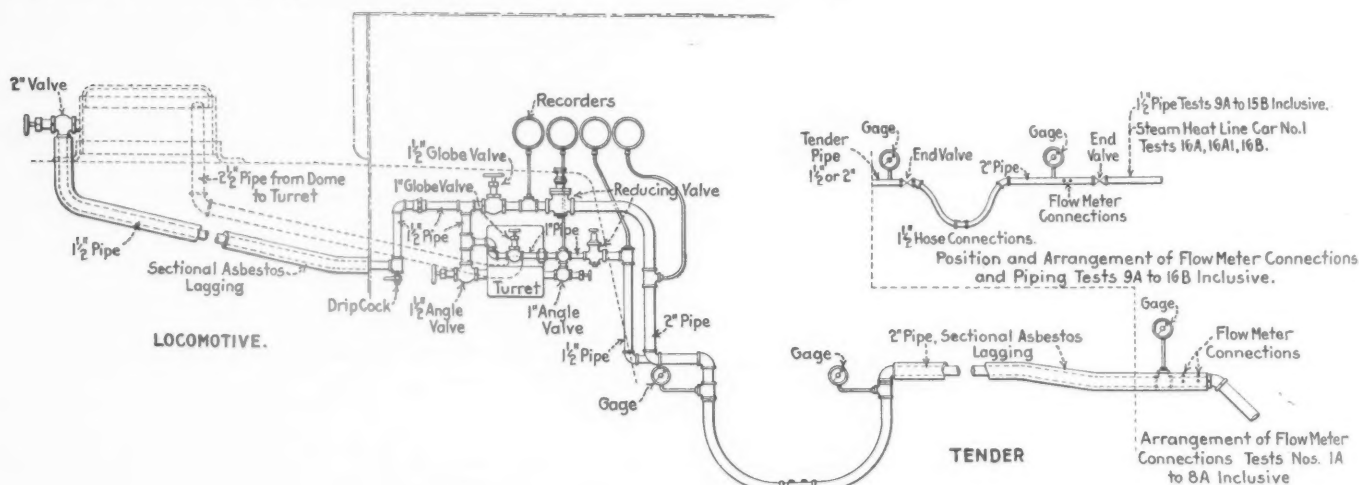 2" Valve
2½" Pipe from Dome
to Turret
1½" Pipe
Sectional Asbestos
Lagging
LOCOMOTIVE.
Drip Cock
Recorders
1½" Globe Valve
1" Globe Valve
Reducing Valve
1½" Pipe
1" Pipe
Turret
1½" Angle
Valve
1" Angle
Valve
2" Pipe
1½" Pipe
Gage
Tender
Pipe
1½" or 2"
Gage
End Valve
2" Pipe
Gage
End
Valve
1½" Pipe Tests 9A to 15B Inclusive.
Steam Heat Line Car No.1
Tests 16A, 16A1, 16B.
Flow Meter
Connections
1½" Hose Connections.
Position and Arrangement of Flow Meter Connections
and Piping Tests 9A to 16B Inclusive.
Gage
2" Pipe, Sectional Asbestos
Lagging
Gage
Flow Meter
Connections
TENDER
Arrangement of Flow Meter
Connections Tests Nos. 1A
to 8A Inclusive